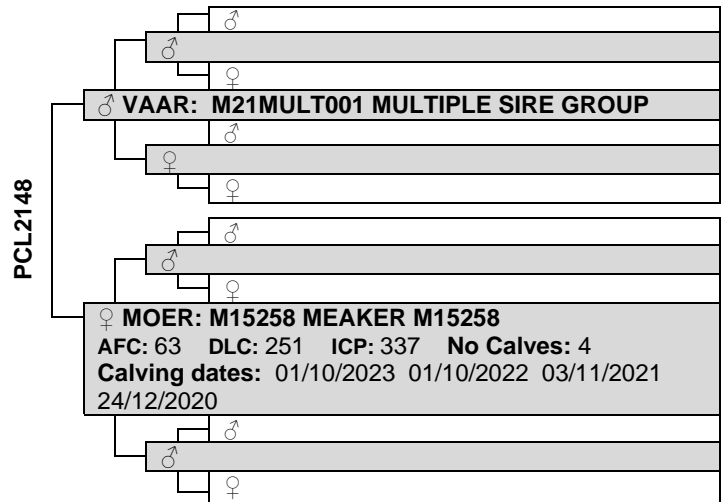 ♂
♂
♀
♂ VAAR: M21MULT001 MULTIPLE SIRE GROUP
♂
♀
♀
PCL2148
♂
♂
♀
♀ MOER: M15258 MEAKER M15258
AFC: 63 DLC: 251 ICP: 337 No Calves: 4
Calving dates: 01/10/2023 01/10/2022 03/11/2021
24/12/2020
♂
♂
♀